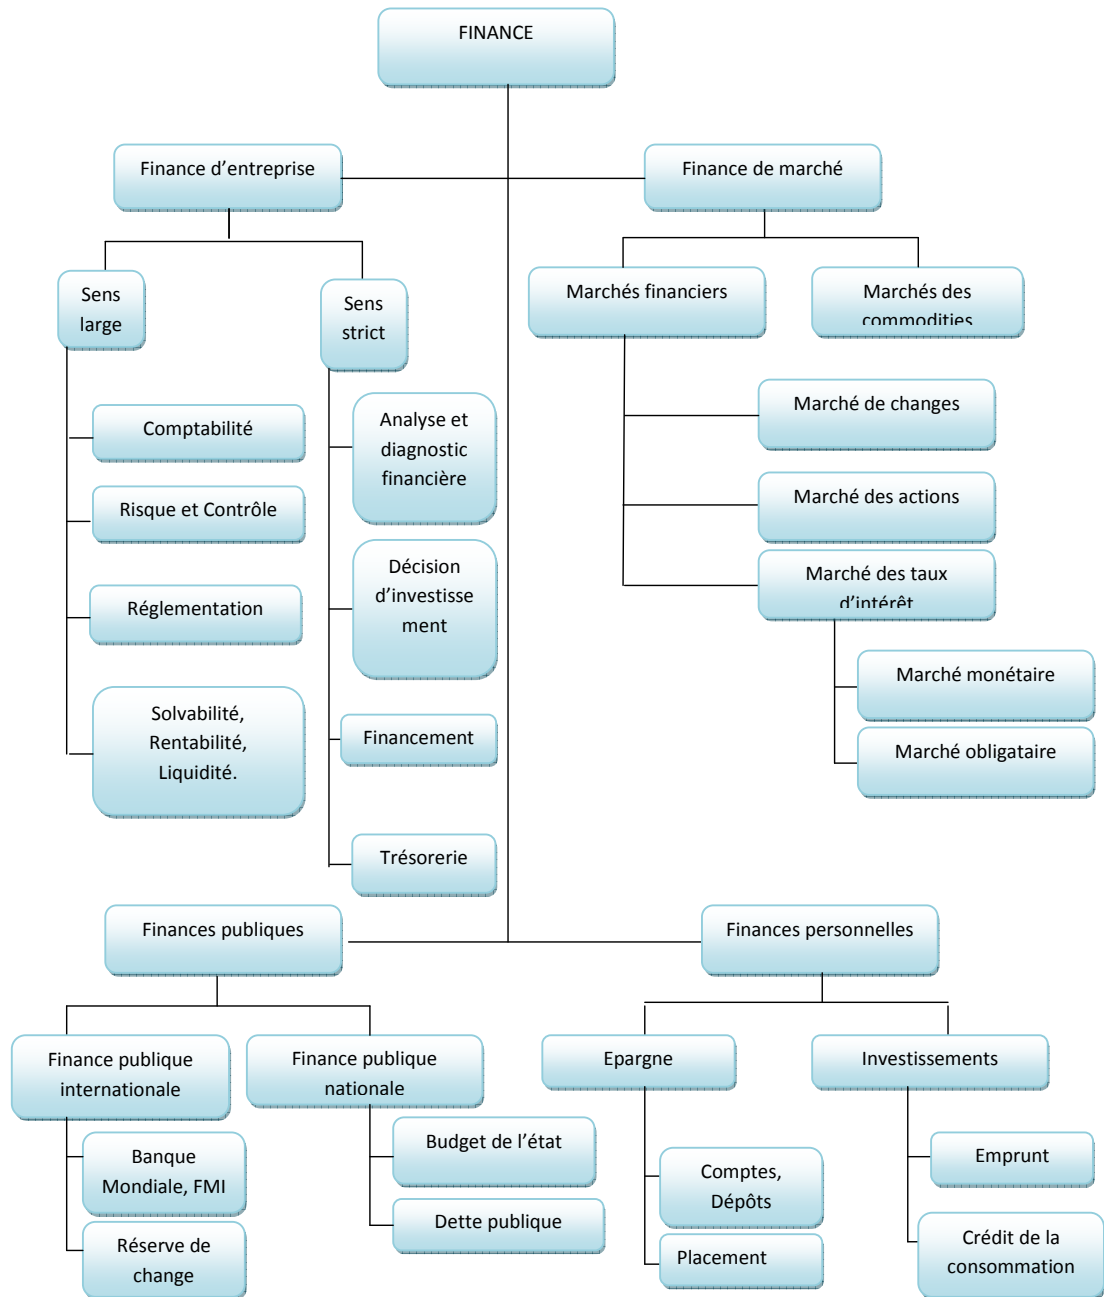 FINANCE
Finance d'entreprise
Finance de marché
Sens
large
Sens
strict
Marchés financiers
Marchés des
commodities
Comptabilité
Risque et Contrôle
Réglementation
Solvabilité,
Rentabilité,
Liquidité.
Analyse et
diagnostic
financière
Décision
d'investisse
ment
Financement
Trésorerie
Marché de changes
Marché des actions
Marché des taux
d'intérêt
Marché monétaire
Marché obligataire
Finances publiques
Finances personnelles
Finance publique
internationale
Finance publique
nationale
Epargne
Investissements
Banque
Mondiale, FMI
Réserve de
change
Budget de l'état
Dette publique
Comptes,
Dépôts
Placement
Emprunt
Crédit de la
consommation